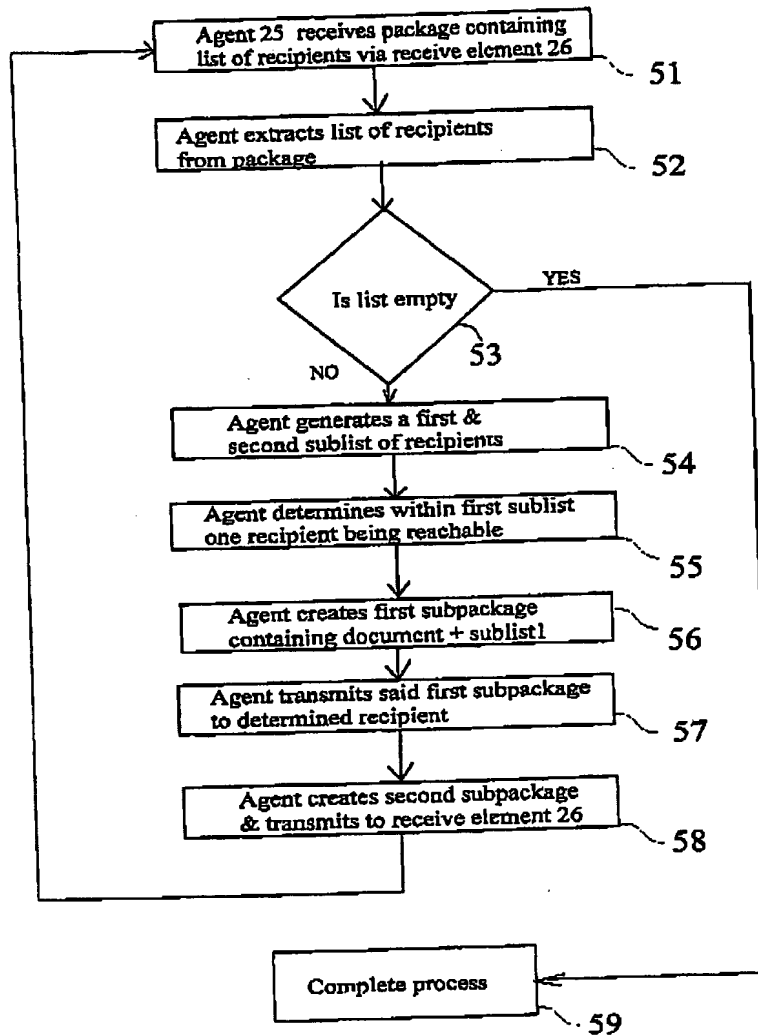 Agent 25 receives package containing
list of recipients via receive element 26
51
Agent extracts list of recipients
from package
52
Is list empty
YES
53
NO
Agent generates a first &
second sublist of recipients
54
Agent determines within first sublist
one recipient being reachable
55
Agent creates first subpackage
containing document + sublist1
56
Agent transmits said first subpackage
to determined recipient
57
Agent creates second subpackage
& transmits to receive element 26
58
Complete process
59